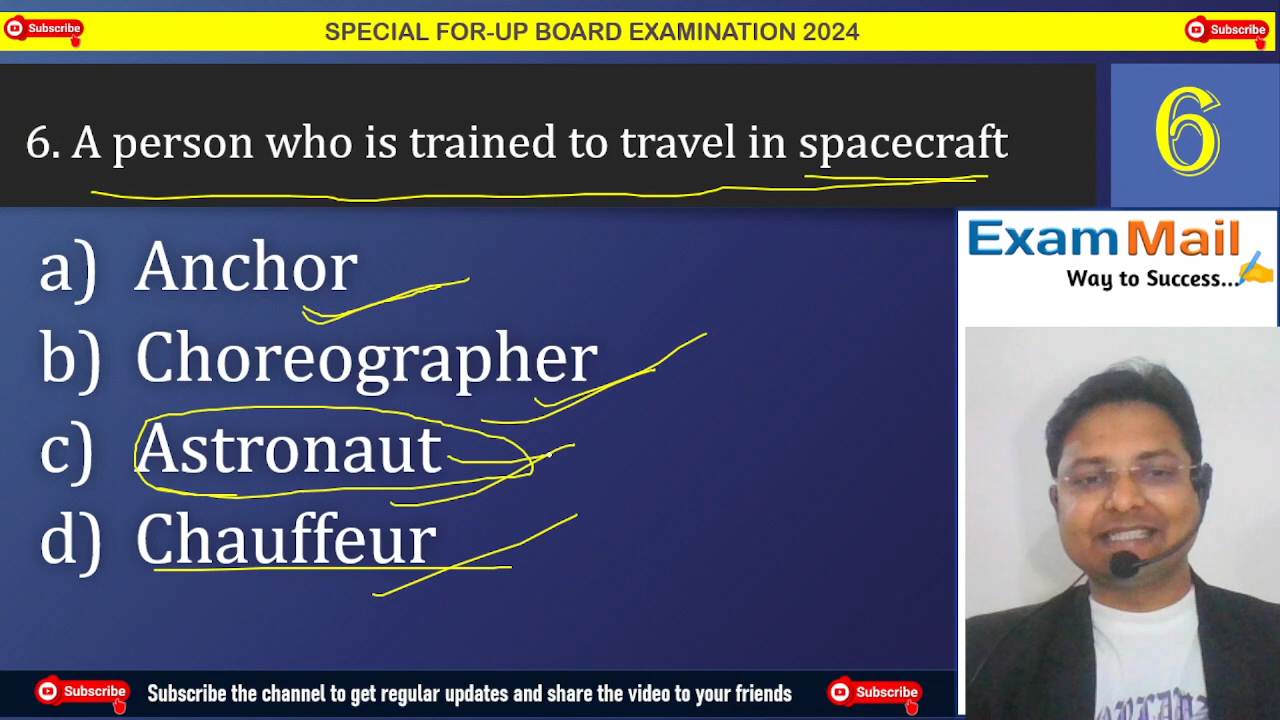 Subscribe SPECIAL FOR-UP BOARD EXAMINATION 2024 Subscribe
6. A person who is trained to travel in spacecraft
6
a) Anchor
b) Choreographer
c) Astronaut
d) Chauffeur
Exam Mail
Way to Success...
Subscribe Subscribe the channel to get regular updates and share the video to your friends Subscribe